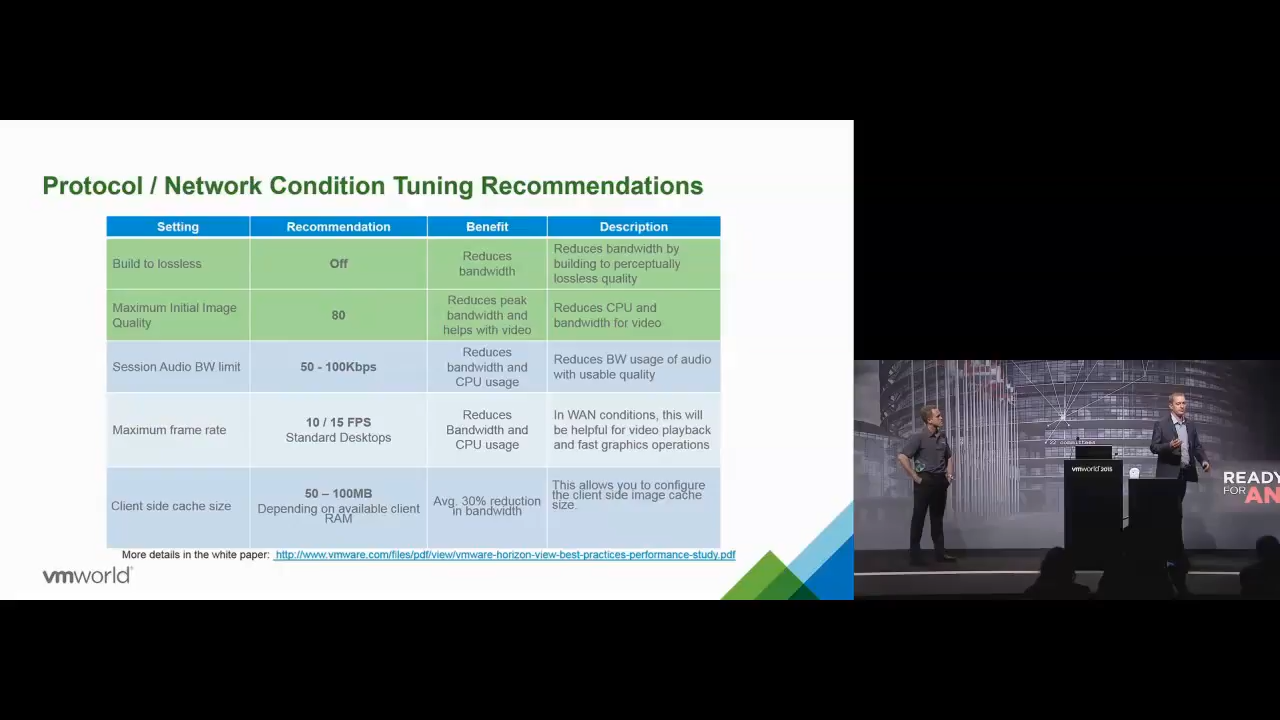 Protocol / Network Condition Tuning Recommendations
Setting Recommendation Benefit Description
Build to lossless
Off
Reduces
bandwidth
Reduces bandwidth by
building to perceptually
lossless quality
Maximum Initial Image
Quality
80
Reduces peak
bandwidth and
helps with video
Reduces CPU and
bandwidth for video
Session Audio BW limit
50 - 100Kbps
Reduces
bandwidth and
CPU usage
Reduces BW usage of audio
with usable quality
Maximum frame rate
10 / 15 FPS
Standard Desktops
Reduces
Bandwidth and
CPU usage
In WAN conditions, this will
be helpful for video playback
and fast graphics operations
Client side cache size
50 – 100MB
Depending on available client
RAM
Avg. 30% reduction
in bandwidth
This allows you to configure
the client side image cache
size.
More details in the white paper: http://www.vmware.com/files/pdf/view/vmware-horizon-view-best-practices-performance-study.pdf
vmworld®
vmworld 2015
READY
FOR AN